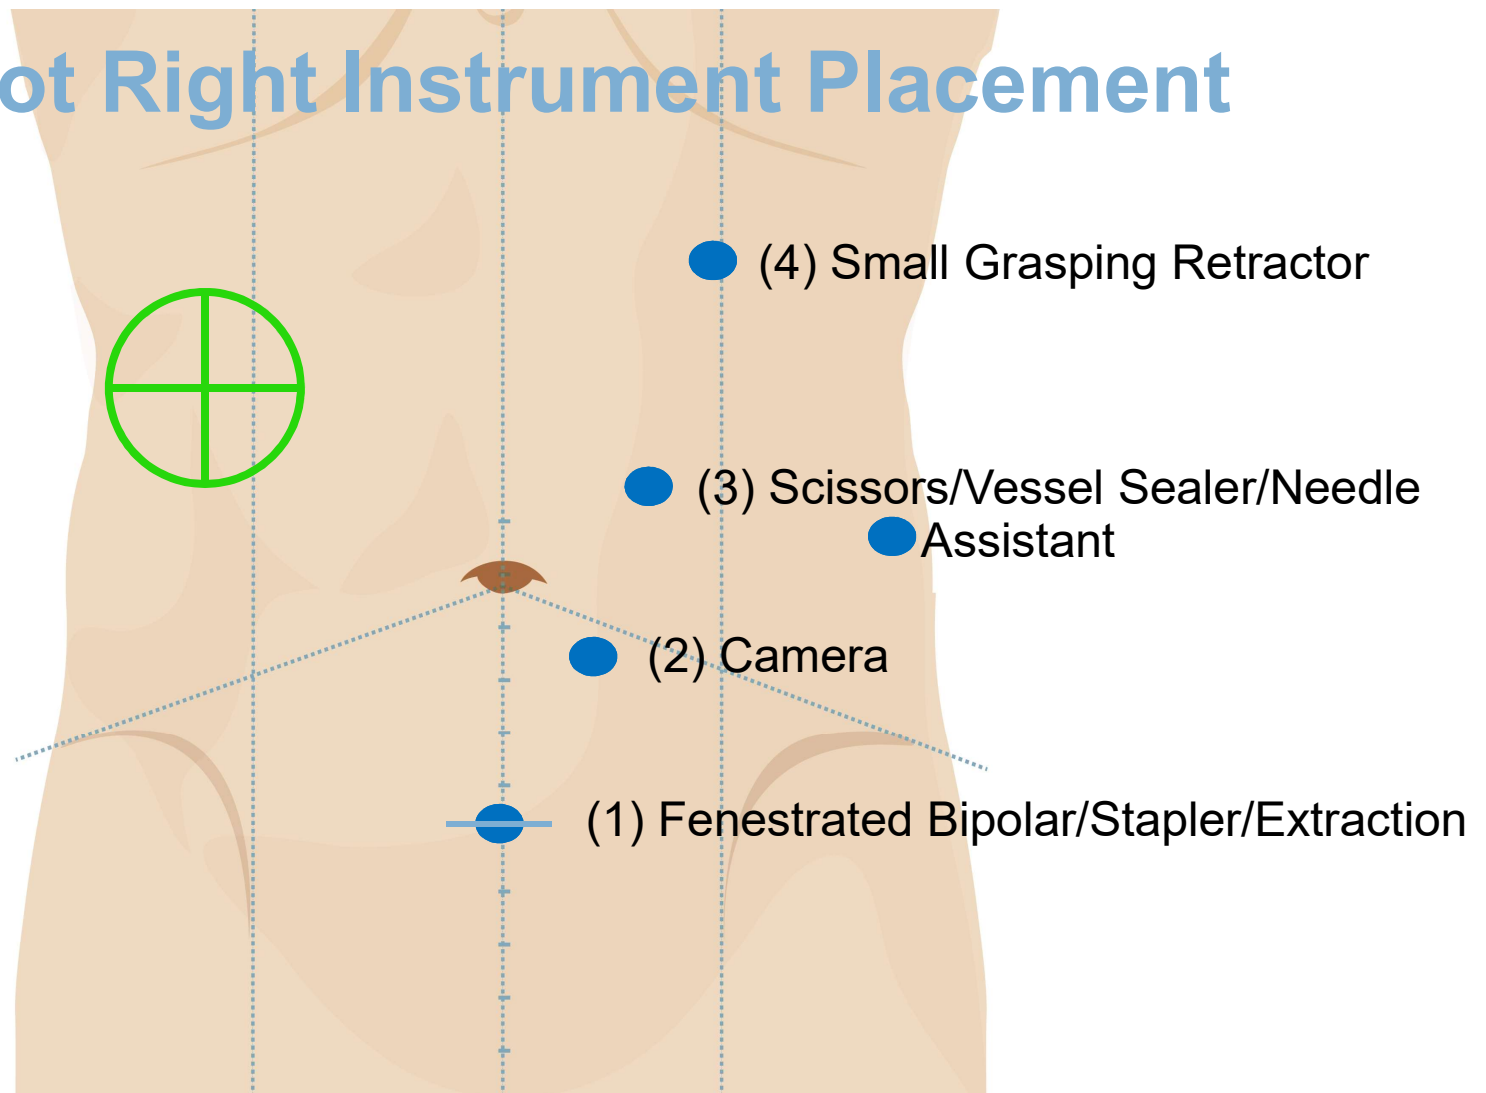 ot Right Instrument Placement
(4) Small Grasping Retractor
(3) Scissors/Vessel Sealer/Needle
Assistant
(2) Camera
(1) Fenestrated Bipolar/Stapler/Extraction